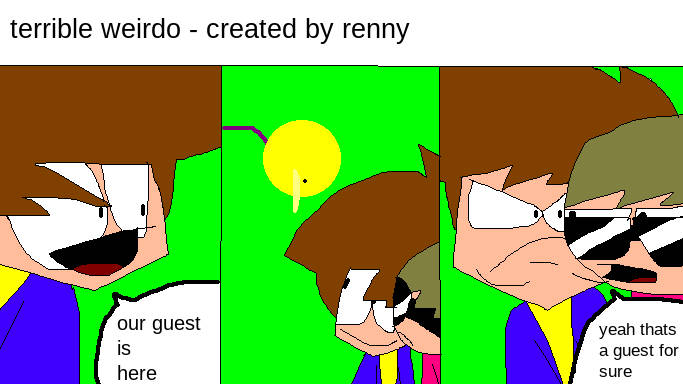 terrible weirdo - created by renny
our guest
is
here
yeah thats
a guest for
sure